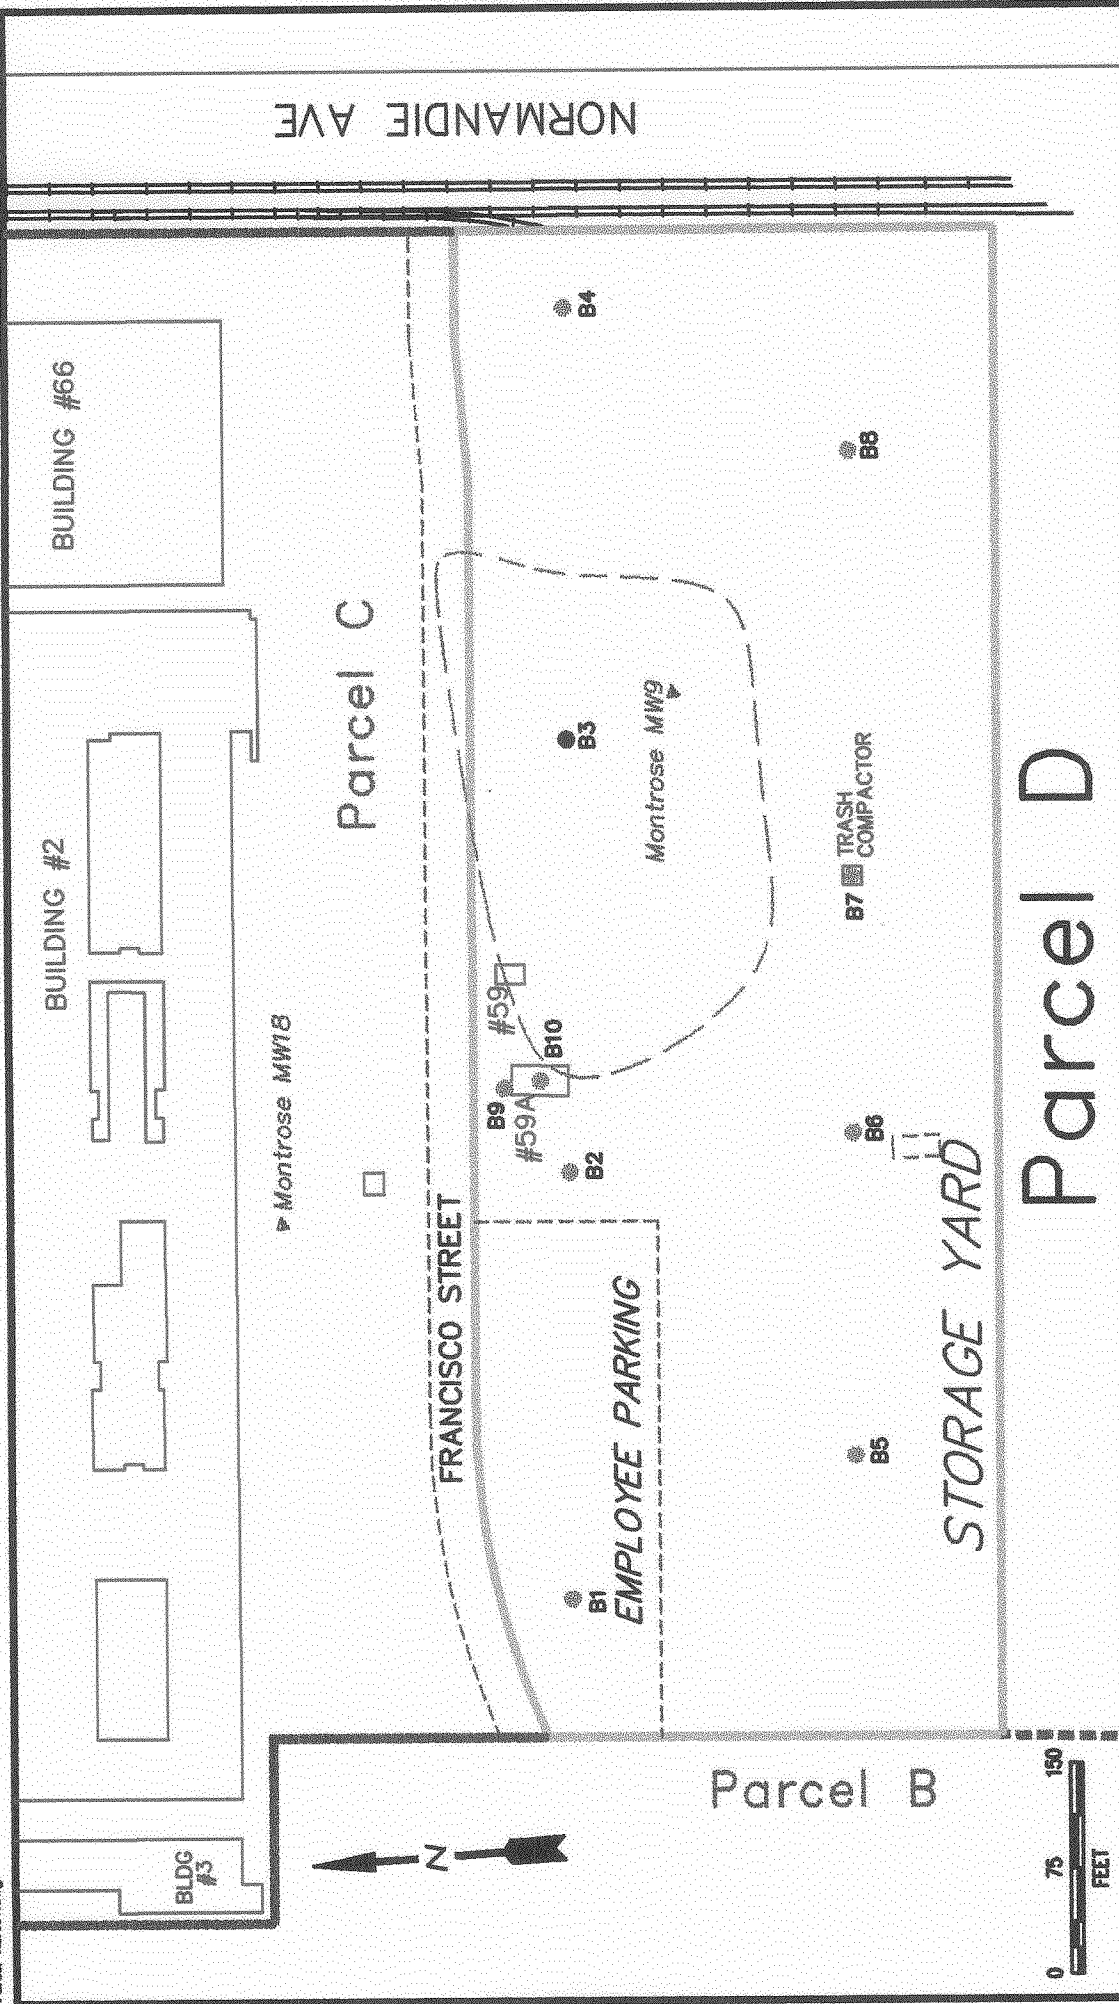 BLDG
#3
BUILDING #2
BUILDING #66
NORMANDIE AVE
Montrose MW18
Parcel C
N
FRANCISCO STREET
B9
#59A
B10
#59
B1
B2
B3
B4
EMPLOYEE PARKING
Montrose MW9
Parcel B
B5
B6
B7
TRASH
COMPACTOR
B8
STORAGE YARD
0 75 150
FEET
Parcel D